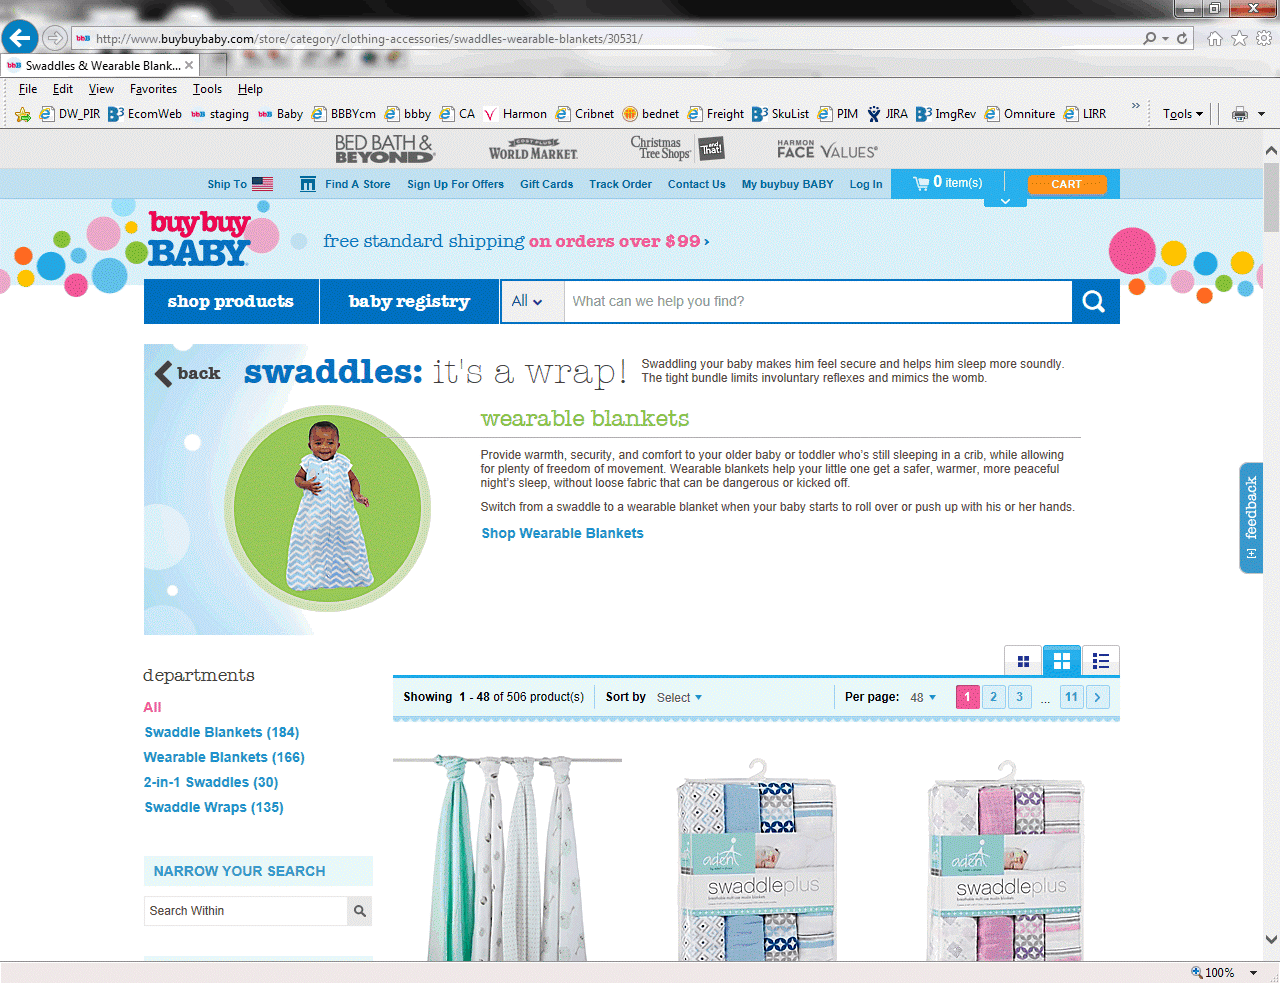 http://www.buybuybaby.com/store/category/clothing-accessories/swaddles-wearable-blankets/30531/
bbB Swaddles & Wearable Blank...
File Edit View Favorites Tools Help
DW_PIR B3 EcomWeb bbB staging bbB Baby BBBYcm bbby CA Harmon Cribnet bednet Freight B3 SkuList PIM JIRA B3 ImgRev Omniture LIRR » Tools
BED BATH &
BEYOND
COST PLUS
WORLD MARKET
Christmas
Tree Shops
and
That!
HARMON
FACE VALUES
Ship To Find A Store Sign Up For Offers Gift Cards Track Order Contact Us My buybuy BABY Log In 0 item(s) CART
buybuy
BABY
free standard shipping on orders over $99 ›
shop products baby registry All What can we help you find?
back swaddles: it's a wrap!
Swaddling your baby makes him feel secure and helps him sleep more soundly.
The tight bundle limits involuntary reflexes and mimics the womb.
wearable blankets
Provide warmth, security, and comfort to your older baby or toddler who's still sleeping in a crib, while allowing
for plenty of freedom of movement. Wearable blankets help your little one get a safer, warmer, more peaceful
night's sleep, without loose fabric that can be dangerous or kicked off.
Switch from a swaddle to a wearable blanket when your baby starts to roll over or push up with his or her hands.
Shop Wearable Blankets
feedback
departments
Showing 1 - 48 of 506 product(s) Sort by Select Per page: 48 1 2 3 ... 11 >
All
Swaddle Blankets (184)
Wearable Blankets (166)
2-in-1 Swaddles (30)
Swaddle Wraps (135)
NARROW YOUR SEARCH
Search Within
aden
swaddleplus
aden
swaddleplus
100%